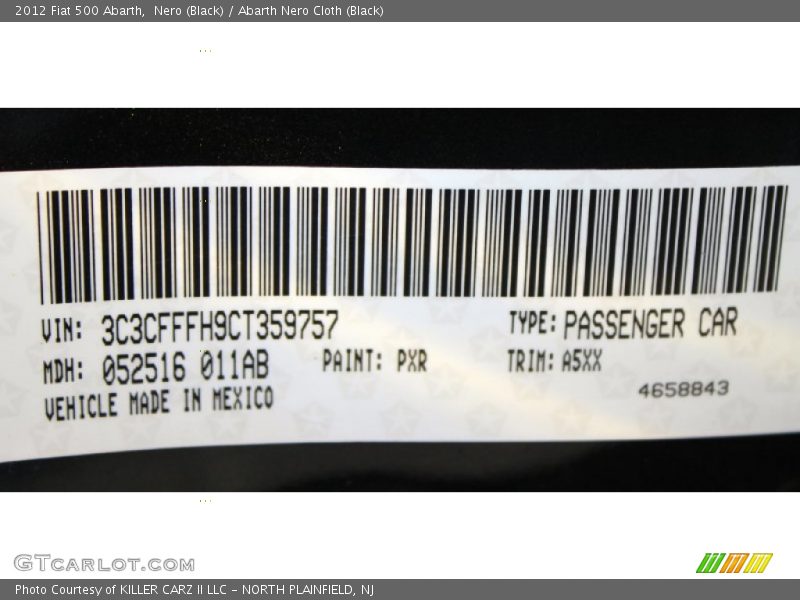 2012 Fiat 500 Abarth,  Nero (Black) / Abarth Nero Cloth (Black)
VIN: 3C3CFFFH9CT359757 TYPE: PASSENGER CAR
MDH: 052516 011AB PAINT: PXR TRIM: A5XX
VEHICLE MADE IN MEXICO 4658843
GTCARLOT.COM
Photo Courtesy of KILLER CARZ II LLC - NORTH PLAINFIELD, NJ